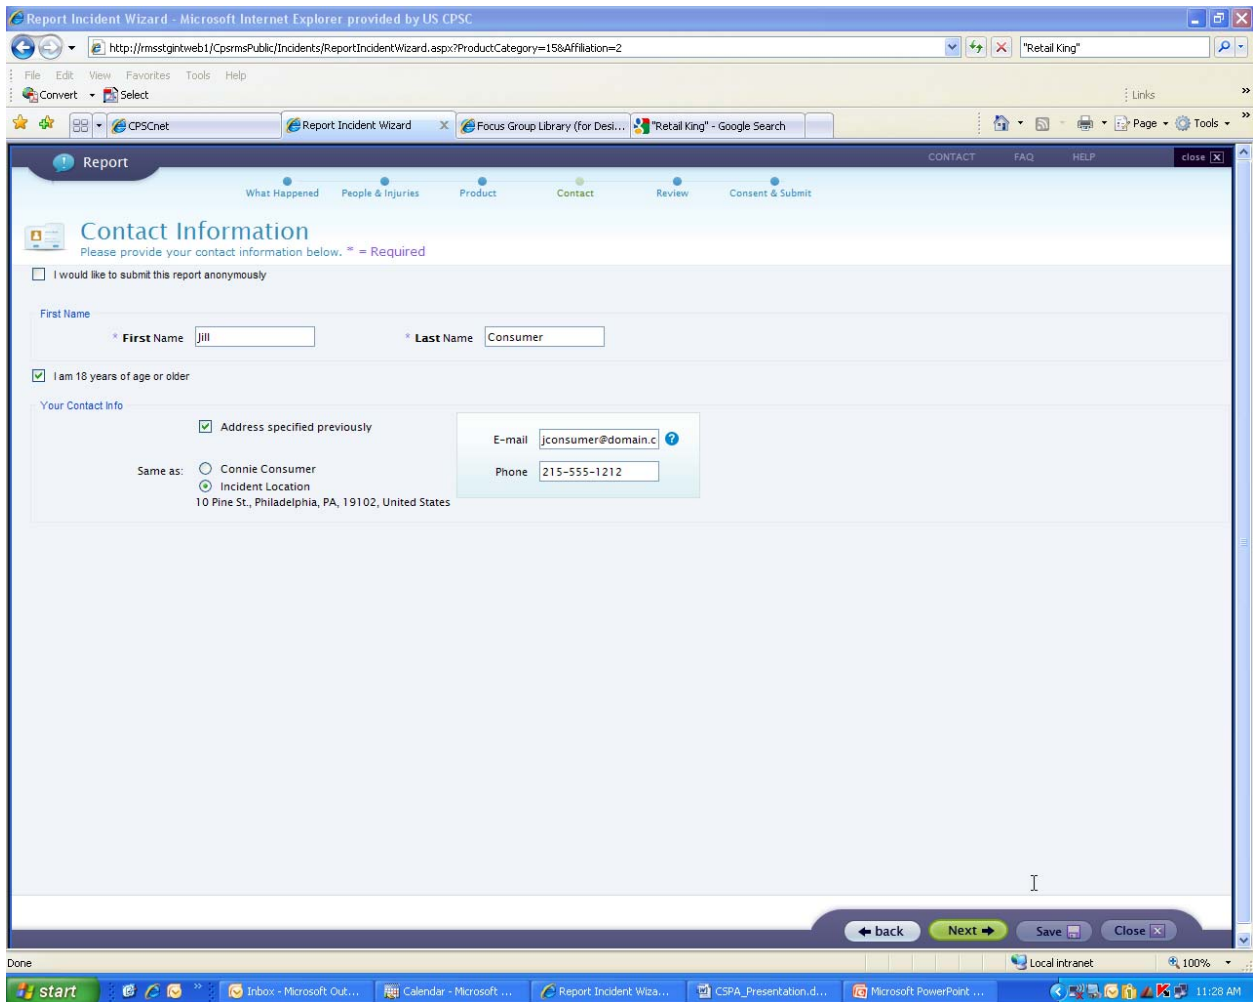 Report Incident Wizard - Microsoft Internet Explorer provided by US CPSC
http://rmsstgintweb1/CpsrmsPublic/Incidents/ReportIncidentWizard.aspx?ProductCategory=15&Affiliation=2 "Retail King"
File Edit View Favorites Tools Help
Convert Select Links »
CPSCnet Report Incident Wizard X Focus Group Library (for Desi... "Retail King" - Google Search Page Tools »
Report CONTACT FAQ HELP close X
What Happened People & Injuries Product Contact Review Consent & Submit
Contact Information
Please provide your contact information below. * = Required
I would like to submit this report anonymously
First Name
* First Name Jill * Last Name Consumer
I am 18 years of age or older
Your Contact Info
Address specified previously
E-mail jconsumer@domain.c ?
Same as: Connie Consumer
Phone 215-555-1212
Incident Location
10 Pine St., Philadelphia, PA, 19102, United States
back Next Save Close X
Done Local intranet 100%
start » Inbox - Microsoft Out... Calendar - Microsoft ... Report Incident Wiza... CSPA_Presentation.d... Microsoft PowerPoint ... 11:28 AM